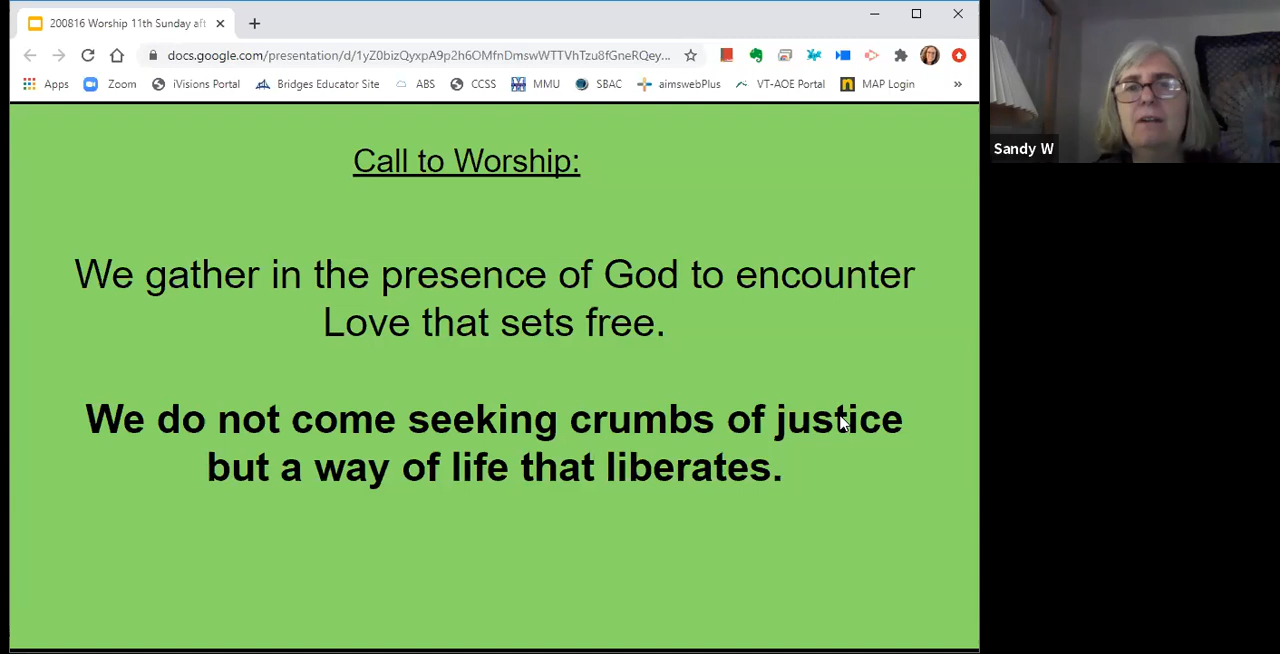 200816 Worship 11th Sunday aft
docs.google.com/presentation/d/1yZ0bizQyxpA9p2h6OMfnDmswWTTVhTzu8fGneRQey...
Apps Zoom iVisions Portal Bridges Educator Site ABS CCSS MMU SBAC aimswebPlus VT-AOE Portal MAP Login »
Sandy W
Call to Worship:
We gather in the presence of God to encounter
Love that sets free.
We do not come seeking crumbs of justice
but a way of life that liberates.